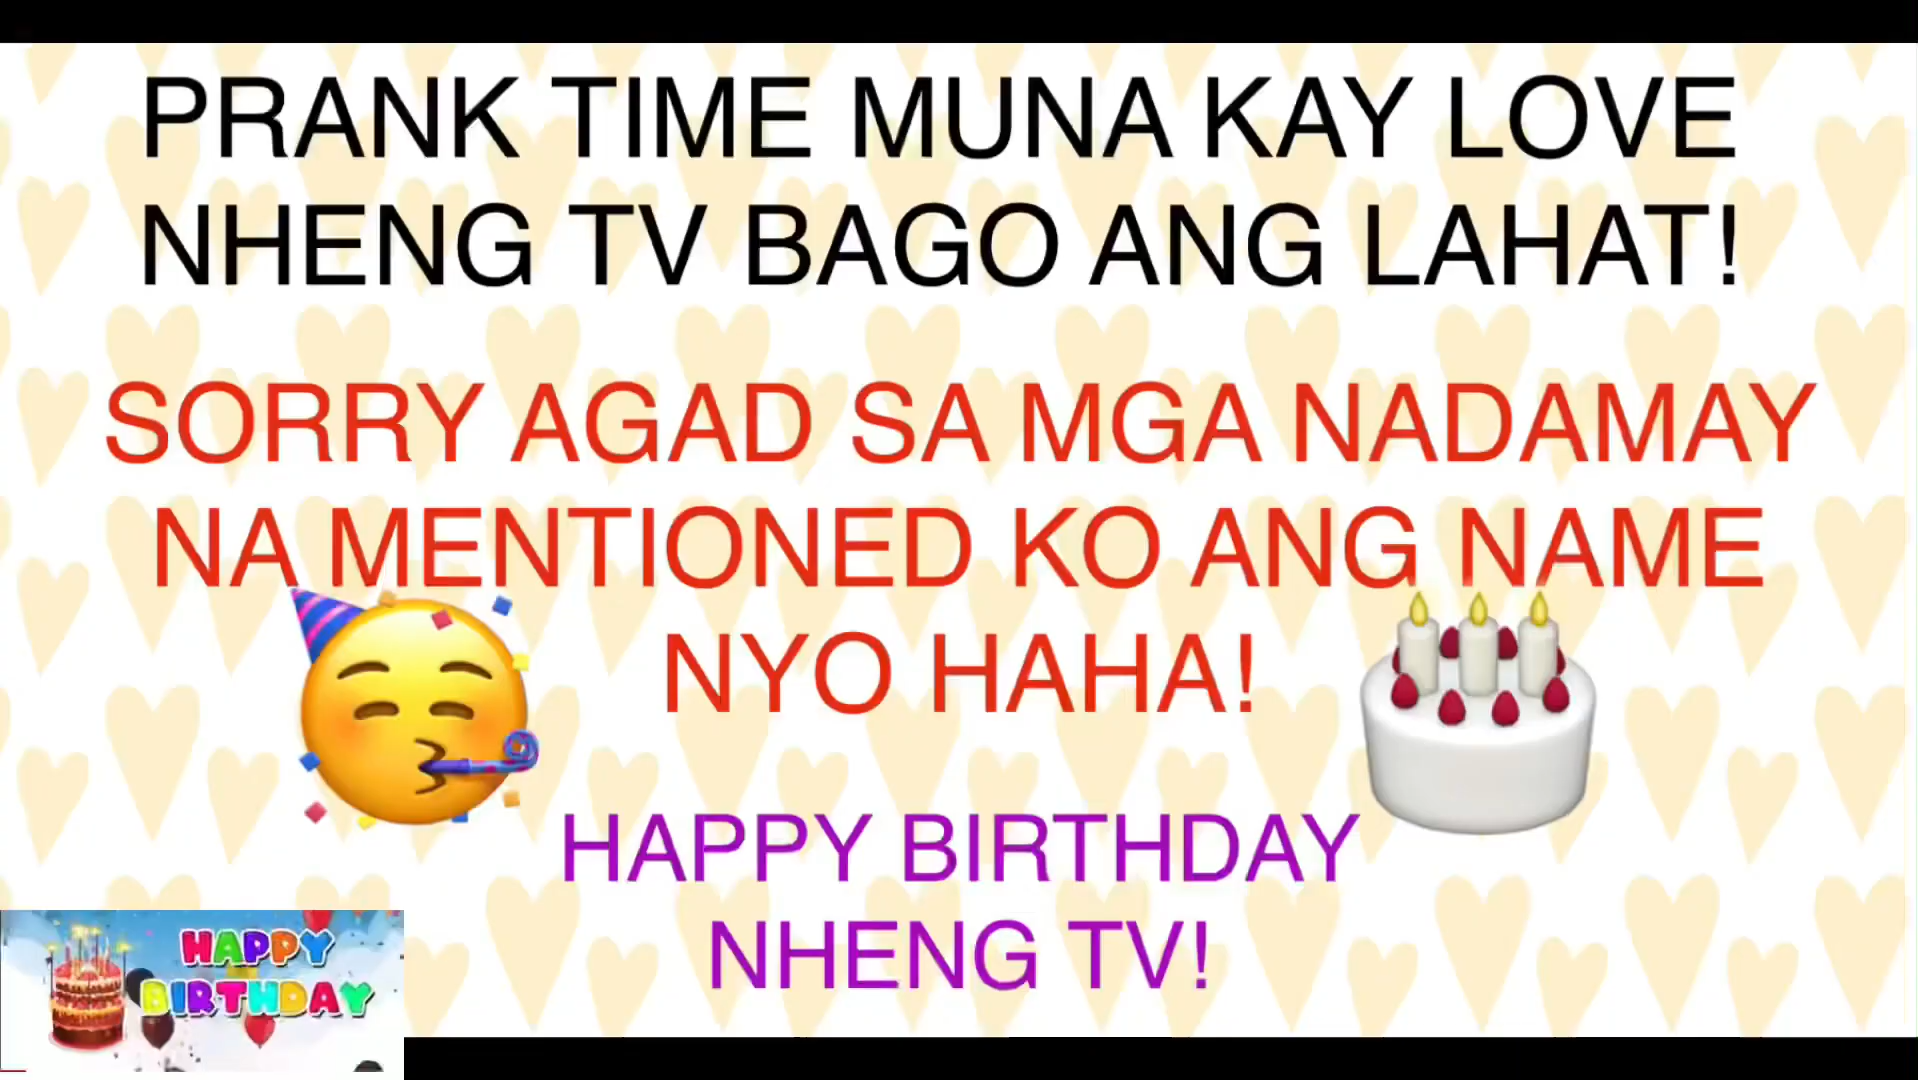 PRANK TIME MUNA KAY LOVE
NHENG TV BAGO ANG LAHAT!
SORRY AGAD SA MGA NADAMAY
NA MENTIONED KO ANG NAME
NYO HAHA!
HAPPY BIRTHDAY
NHENG TV!
HAPPY
BIRTHDAY